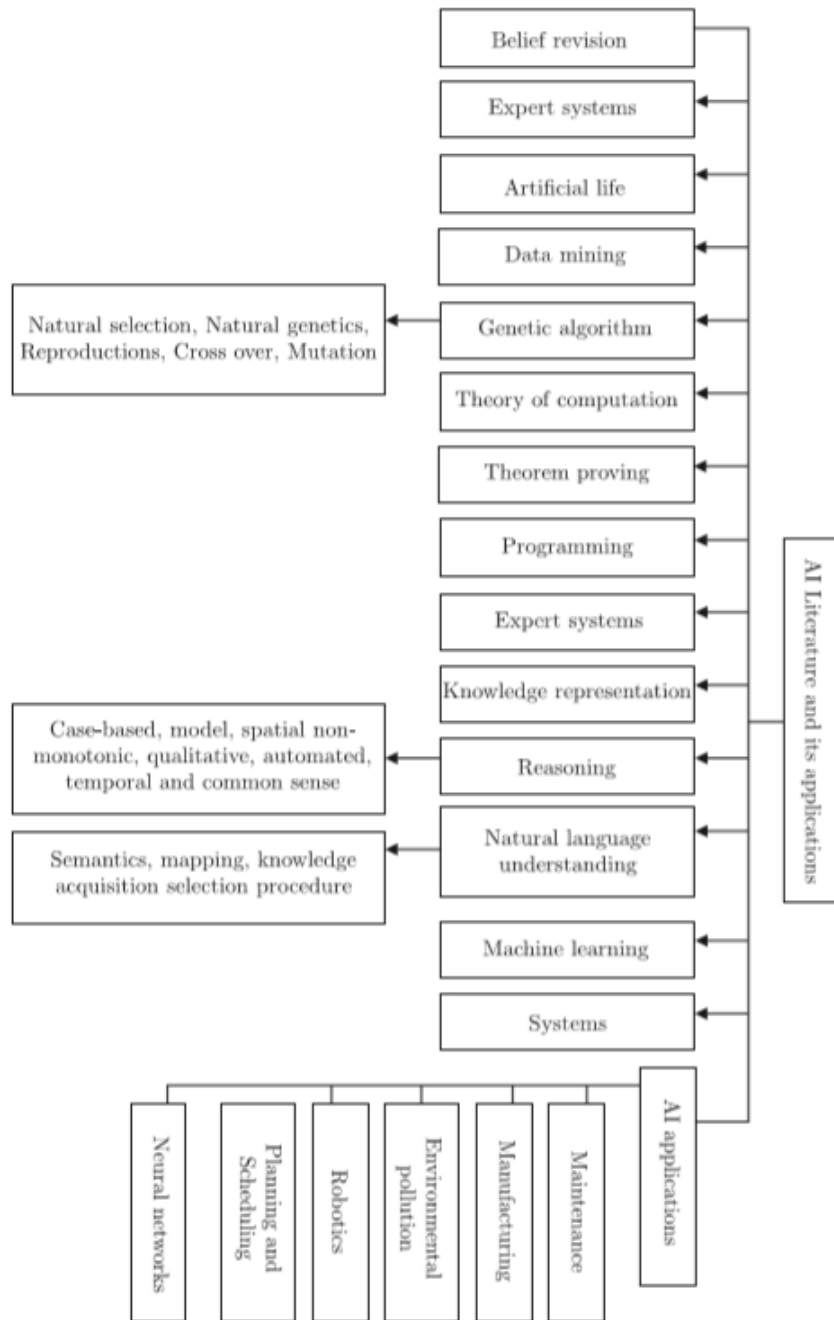 Belief revision
Expert systems
Artificial life
Data mining
Natural selection, Natural genetics,
Reproductions, Cross over, Mutation
Genetic algorithm
Theory of computation
Theorem proving
Programming
AI Literature and its applications
Expert systems
Knowledge representation
Case-based, model, spatial non-
monotonic, qualitative, automated,
temporal and common sense
Reasoning
Semantics, mapping, knowledge
acquisition selection procedure
Natural language
understanding
Machine learning
Systems
AI applications
Neural networks
Planning and
Scheduling
Robotics
Environmental
pollution
Manufacturing
Maintenance